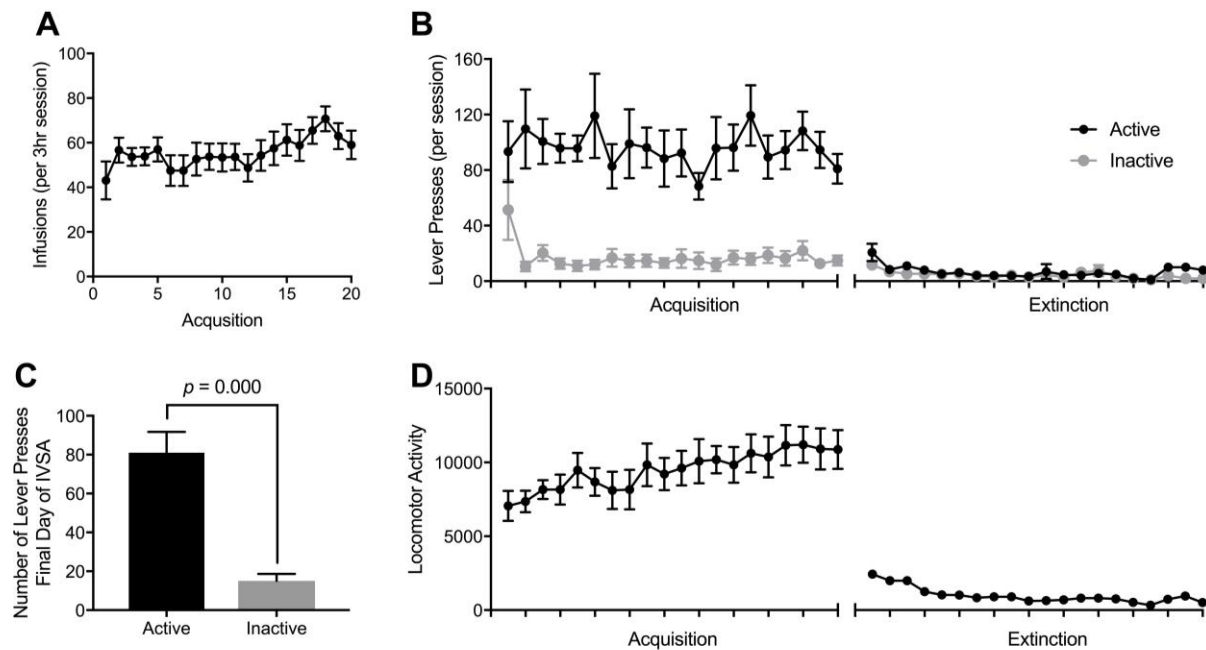 A
Infusions (per 3hr session)
100
80
60
40
20
0
0 5 10 15 20
Acqusition
B
Lever Presses (per session)
160
120
80
40
0
Acquisition
Extinction
Active
Inactive
C
p = 0.000
Number of Lever Presses
Final Day of IVSA
100
80
60
40
20
0
Active Inactive
D
Locomotor Activity
15000
10000
5000
0
Acquisition
Extinction